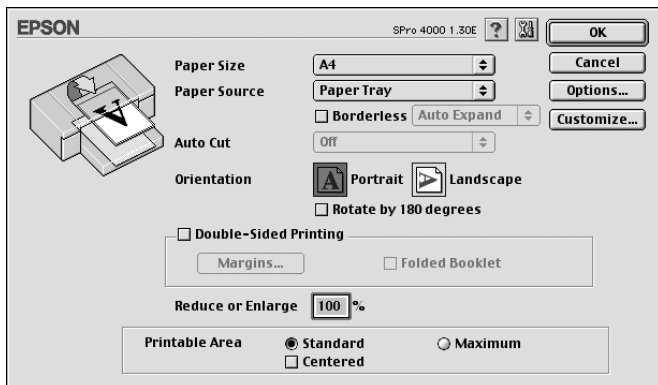 EPSON SPro 4000 1.30E ? OK
Paper Size A4 Cancel
Paper Source Paper Tray Options...
Borderless Auto Expand Customize...
Auto Cut Off
Orientation A Portrait A Landscape
Rotate by 180 degrees
Double-Sided Printing
Margins... Folded Booklet
Reduce or Enlarge 100 %
Printable Area Standard Maximum
Centered